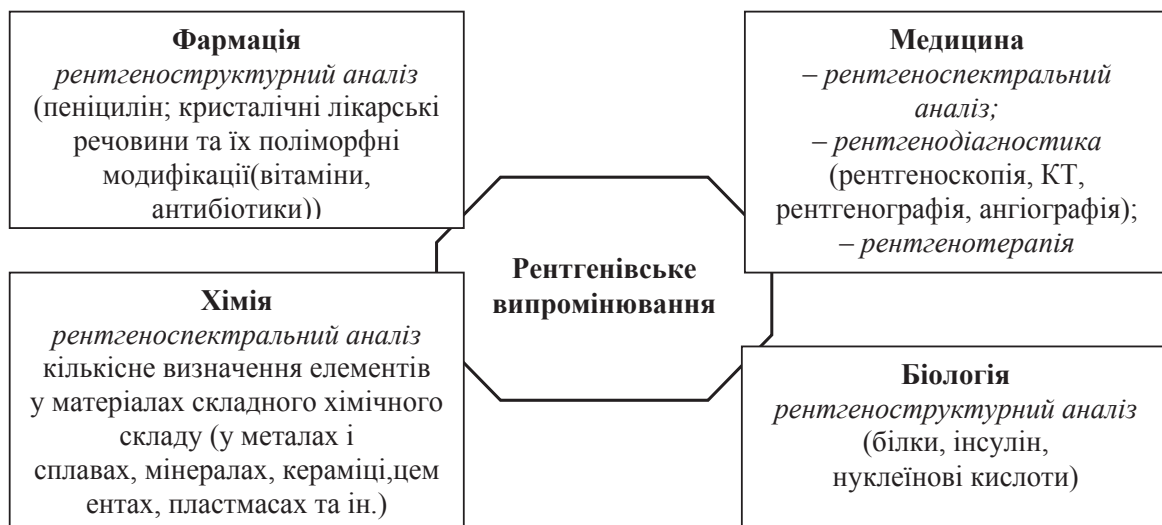 Фармація
рентгеноструктурний аналіз
(пеніцилін; кристалічні лікарські
речовини та їх поліморфні
модифікації(вітаміни,
антибіотики))
Медицина
– рентгеноспектральний
аналіз;
– рентгенодіагностика
(рентгеноскопія, КТ,
рентгенографія, ангіографія);
– рентгенотерапія
Рентгенівське
випромінювання
Хімія
рентгеноспектральний аналіз
кількісне визначення елементів
у матеріалах складного хімічного
складу (у металах і
сплавах, мінералах, кераміці,цем
ентах, пластмасах та ін.)
Біологія
рентгеноструктурний аналіз
(білки, інсулін,
нуклеїнові кислоти)